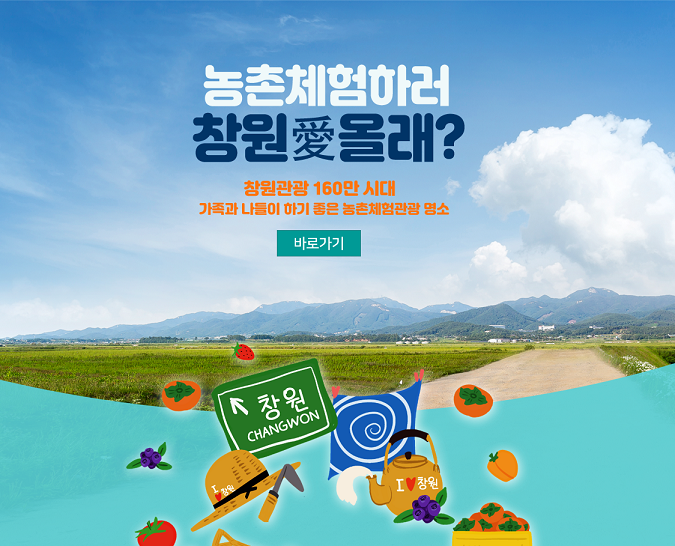 농촌체험하러
창원愛올래?
창원관광 160만 시대
가족과 나들이 하기 좋은 농촌체험관광 명소
바로가기
창원
CHANGWON
I♥창원
I♥창원